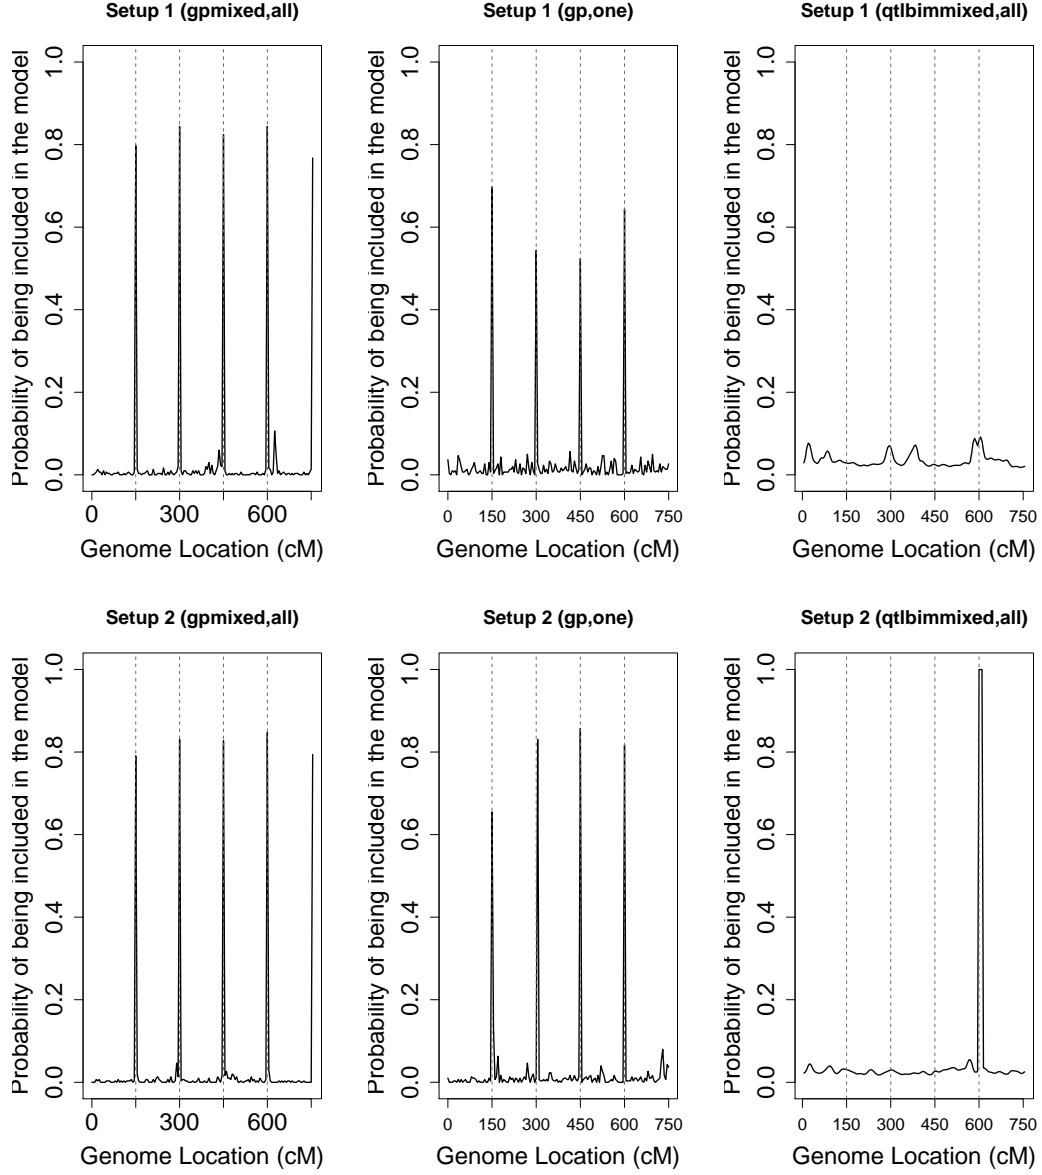 Setup 1 (gpmixed,all)
Probability of being included in the model
0.0 0.2 0.4 0.6 0.8 1.0
0 300 600
Genome Location (cM)
Setup 1 (gp,one)
Probability of being included in the model
0.0 0.2 0.4 0.6 0.8 1.0
0 150 300 450 600 750
Genome Location (cM)
Setup 1 (qtlbimmixed,all)
Probability of being included in the model
0.0 0.2 0.4 0.6 0.8 1.0
0 150 300 450 600 750
Genome Location (cM)
Setup 2 (gpmixed,all)
Probability of being included in the model
0.0 0.2 0.4 0.6 0.8 1.0
0 300 600
Genome Location (cM)
Setup 2 (gp,one)
Probability of being included in the model
0.0 0.2 0.4 0.6 0.8 1.0
0 150 300 450 600 750
Genome Location (cM)
Setup 2 (qtlbimmixed,all)
Probability of being included in the model
0.0 0.2 0.4 0.6 0.8 1.0
0 150 300 450 600 750
Genome Location (cM)